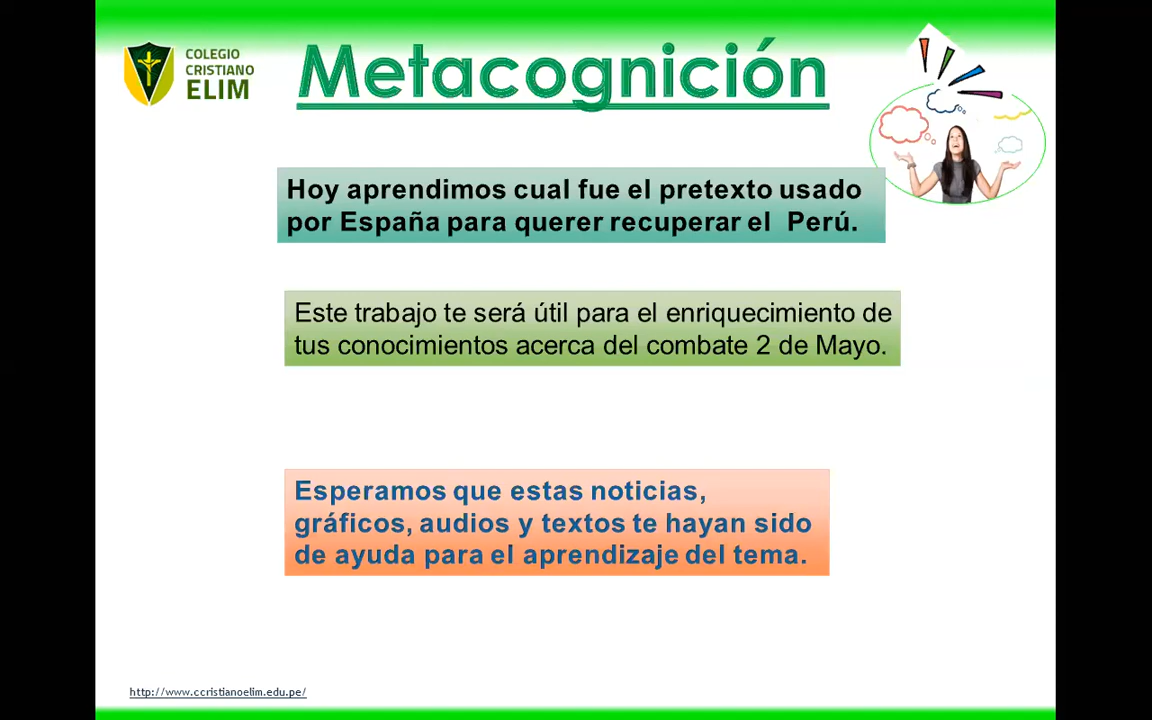 COLEGIO
CRISTIANO
ELIM
Metacognición
Hoy aprendimos cual fue el pretexto usado
por España para querer recuperar el Perú.
Este trabajo te será útil para el enriquecimiento de
tus conocimientos acerca del combate 2 de Mayo.
Esperamos que estas noticias,
gráficos, audios y textos te hayan sido
de ayuda para el aprendizaje del tema.
http://www.ccristianoelim.edu.pe/